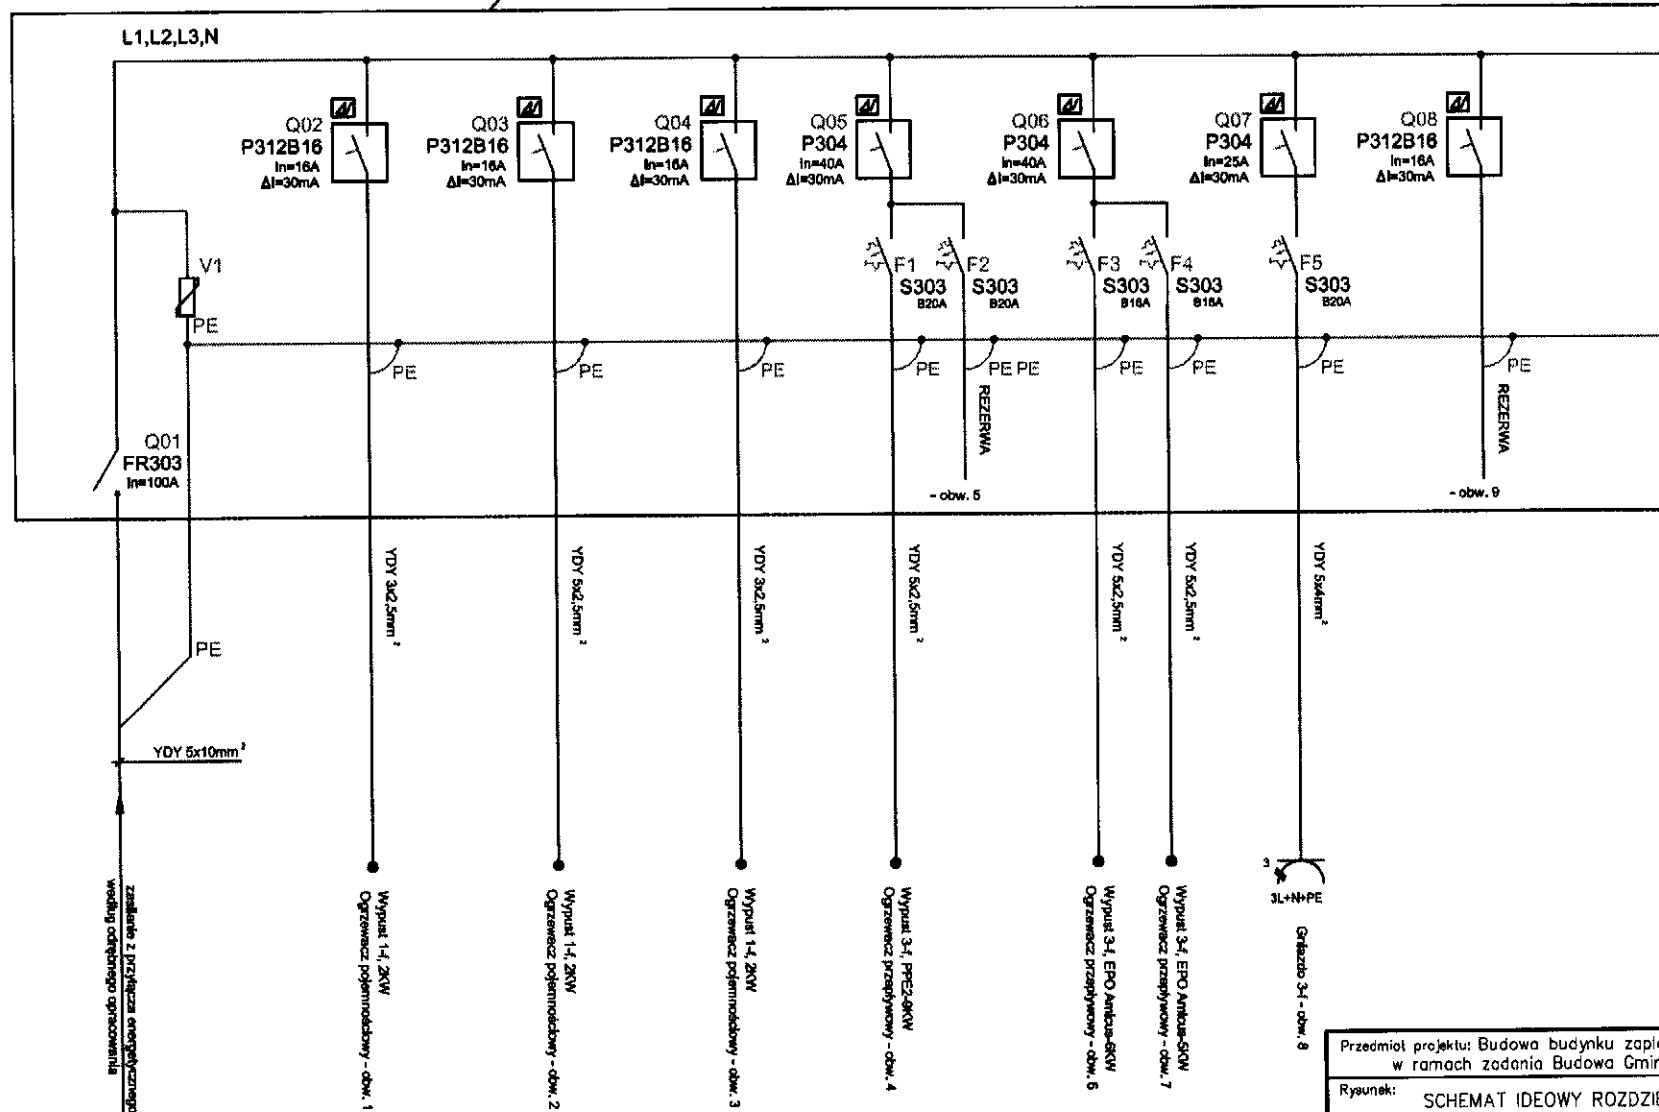 L1,L2,L3,N
Q02
P312B16
In=16A
ΔI=30mA
Q03
P312B16
In=16A
ΔI=30mA
Q04
P312B16
In=16A
ΔI=30mA
Q05
P304
In=40A
ΔI=30mA
Q06
P304
In=40A
ΔI=30mA
Q07
P304
In=25A
ΔI=30mA
Q08
P312B16
In=16A
ΔI=30mA
V1
PE
F1
S303
B20A
F2
S303
B20A
F3
S303
B16A
F4
S303
B16A
F5
S303
B20A
PE
PE
PE
PE
PE PE
PE
PE
PE
PE
REZERWA
REZERWA
Q01
FR303
In=100A
- obw. 5
- obw. 9
YDY 3x2,5mm²
YDY 5x2,5mm²
YDY 3x2,5mm²
YDY 5x2,5mm²
YDY 5x2,5mm²
YDY 5x2,5mm²
YDY 5x4mm²
PE
YDY 5x10mm²
zasilanie z przyłącza energetycznego
według odrębnego opracowania
Wypust 1-f, 2KW
Ogrzewacz pojemnościowy - obw. 1
Wypust 1-f, 2KW
Ogrzewacz pojemnościowy - obw. 2
Wypust 1-f, 2KW
Ogrzewacz pojemnościowy - obw. 3
Wypust 3-f, PPE2-9KW
Ogrzewacz przepływowy - obw. 4
Wypust 3-f, EPO Amicus-6KW
Ogrzewacz przepływowy - obw. 6
Wypust 3-f, EPO Amicus-5KW
Ogrzewacz przepływowy - obw. 7
3
3L+N+PE
Gniazdo 3-f - obw. 8
Przedmiot projektu: Budowa budynku zaple
w ramach zadania Budowa Gmin
Rysunek:
SCHEMAT IDEOWY ROZDZIE